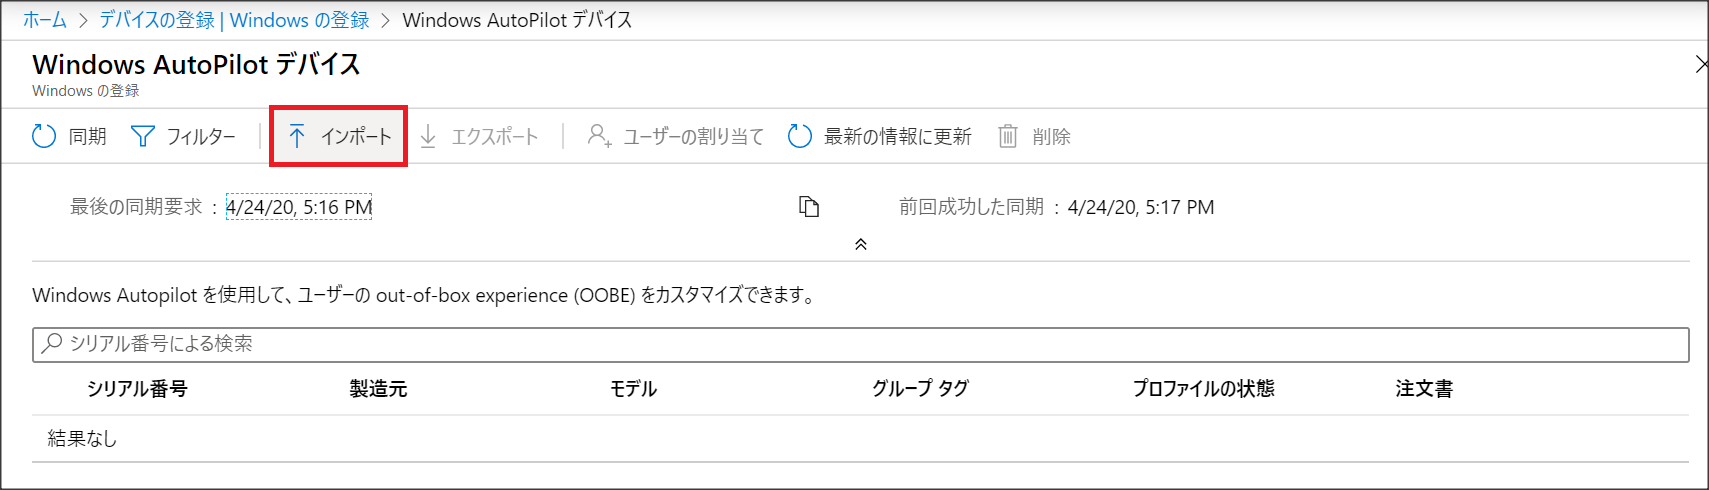 ホーム > デバイスの登録 | Windows の登録 > Windows AutoPilot デバイス
Windows AutoPilot デバイス
Windows の登録
同期 フィルター インポート エクスポート ユーザーの割り当て 最新の情報に更新 削除
最後の同期要求 : 4/24/20, 5:16 PM 前回成功した同期 : 4/24/20, 5:17 PM
Windows Autopilot を使用して、ユーザーの out-of-box experience (OOBE) をカスタマイズできます。
シリアル番号による検索
シリアル番号 製造元 モデル グループ タグ プロファイルの状態 注文書
結果なし